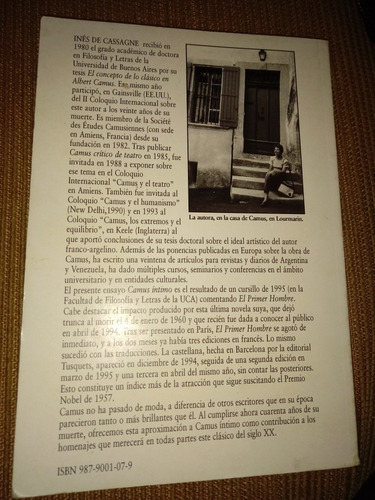 INÉS DE CASSAGNE recibió en
1980 el grado académico de doctora
en Filosofía y Letras de la
Universidad de Buenos Aires por su
tesis El concepto de lo clásico en
Albert Camus. Ese mismo año
participó, en Gainsville (EE.UU.),
del II Coloquio Internacional sobre
este autor a los veinte años de su
muerte. Es miembro de la Société
des Études Camusiennes (con sede
en Amiens, Francia) desde su
fundación en 1982. Tras publicar
Camus crítico de teatro en 1985, fue
invitada en 1988 a exponer sobre
ese tema en el Coloquio
Internacional "Camus y el teatro"
en Amiens. También fue invitada al
Coloquio "Camus y el humanismo"
(New Delhi,1990) y en 1993 al
Coloquio "Camus, los extremos y el
equilibrio", en Keele (Inglaterra) al
La autora, en la casa de Camus, en Lourmarin.
que aportó conclusiones de su tesis doctoral sobre el ideal artístico del autor
franco-argelino. Además de las ponencias publicadas en Europa sobre la obra de
Camus, ha escrito una veintena de artículos para revistas y diarios de Argentina
y Venezuela, ha dado múltiples cursos, seminarios y conferencias en el ámbito
universitario y en entidades culturales.
El presente ensayo Camus íntimo es el resultado de un cursillo de 1995 (en la
Facultad de Filosofía y Letras de la UCA) comentando El Primer Hombre.
Cabe destacar el impacto producido por esta última novela suya, que dejó
trunca al morir el 4 de enero de 1960 y que recién fue dada a conocer al público
en abril de 1994. Tras ser presentado en París, El Primer Hombre se agotó de
inmediato, y a los dos meses ya había tres ediciones en francés. Lo mismo
sucedió con las traducciones. La castellana, hecha en Barcelona por la editorial
Tusquets, apareció en diciembre de 1994, seguida de una segunda edición en
marzo de 1995 y una tercera en abril del mismo año, sin contar las posteriores.
Esto constituye un índice más de la atracción que sigue suscitando el Premio
Nobel de 1957.
Camus no ha pasado de moda, a diferencia de otros escritores que en su época
parecieron tanto o más brillantes que él. Al cumplirse ahora cuarenta años de su
muerte, ofrecemos esta aproximación a Camus íntimo como contribución a los
homenajes que merecerá en todas partes este clásico del siglo XX.
ISBN 987-9001-07-9